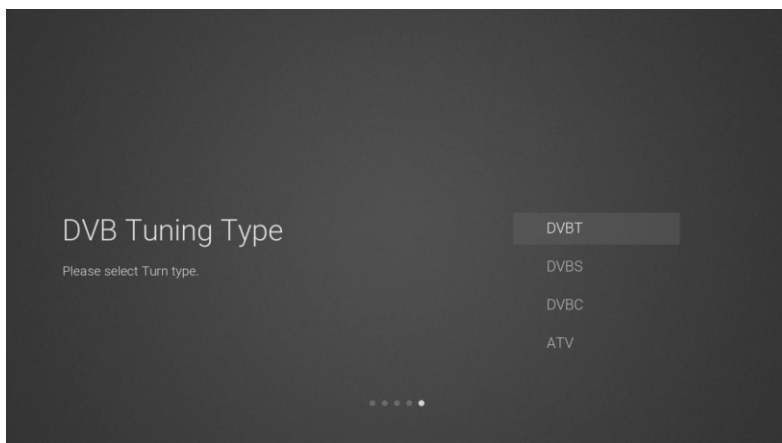 DVB Tuning Type
Please select Turn type.
DVBT
DVBS
DVBC
ATV